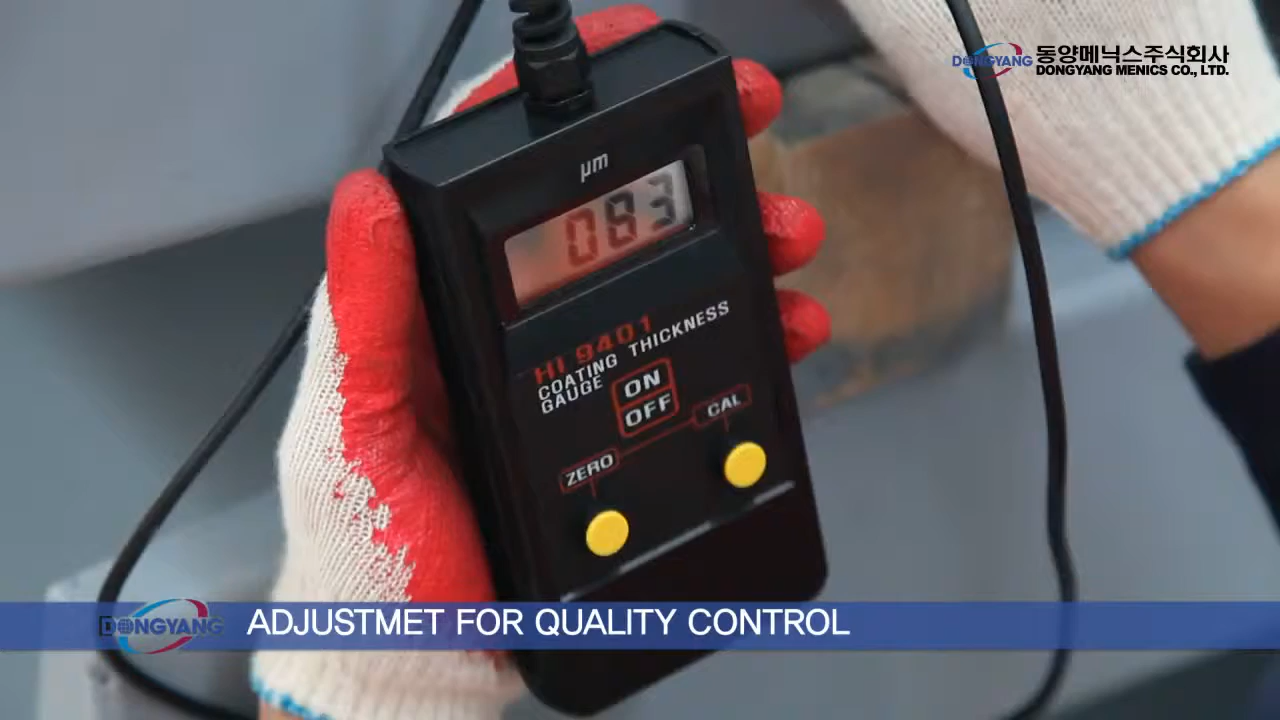 DONGYANG 동양메닉스주식회사
DONGYANG MENICS CO., LTD.
µm
083
HI 9401
COATING THICKNESS
GAUGE
ON
OFF
CAL
ZERO
DONGYANG ADJUSTMET FOR QUALITY CONTROL